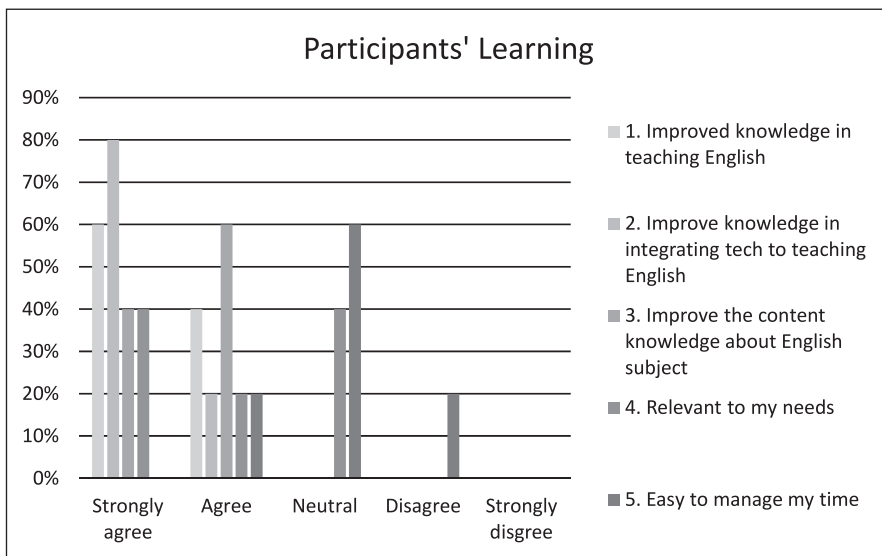 Participants' Learning
90%
80%
70%
60%
50%
40%
30%
20%
10%
0%
Strongly
agree
Agree
Neutral
Disagree
Strongly
disgree
1. Improved knowledge in
teaching English
2. Improve knowledge in
integrating tech to teaching
English
3. Improve the content
knowledge about English
subject
4. Relevant to my needs
5. Easy to manage my time